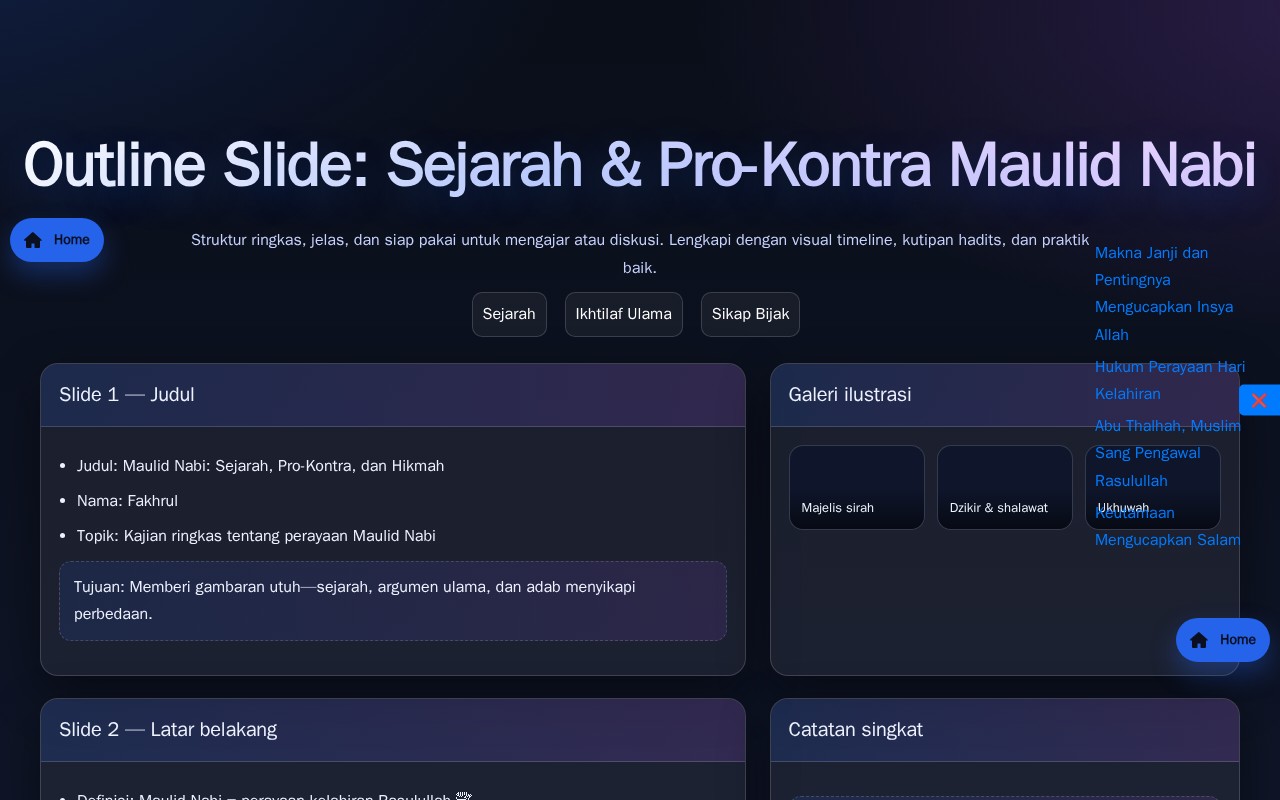 Outline Slide: Sejarah & Pro-Kontra Maulid Nabi
Home
Struktur ringkas, jelas, dan siap pakai untuk mengajar atau diskusi. Lengkapi dengan visual timeline, kutipan hadits, dan praktik
baik.
Sejarah
Ikhtilaf Ulama
Sikap Bijak
Makna Janji dan
Pentingnya
Mengucapkan Insya
Allah
Hukum Perayaan Hari
Kelahiran
Abu Thalhah, Muslim
Sang Pengawal
Rasulullah
Keutamaan
Mengucapkan Salam
Slide 1 — Judul
• Judul: Maulid Nabi: Sejarah, Pro-Kontra, dan Hikmah
• Nama: Fakhrul
• Topik: Kajian ringkas tentang perayaan Maulid Nabi
Tujuan: Memberi gambaran utuh—sejarah, argumen ulama, dan adab menyikapi
perbedaan.
Galeri ilustrasi
Majelis sirah
Dzikir & shalawat
Ukhuwah
Home
Slide 2 — Latar belakang
• Definisi: Maulid Nabi = perayaan kelahiran Rasulullah ﷺ
Catatan singkat